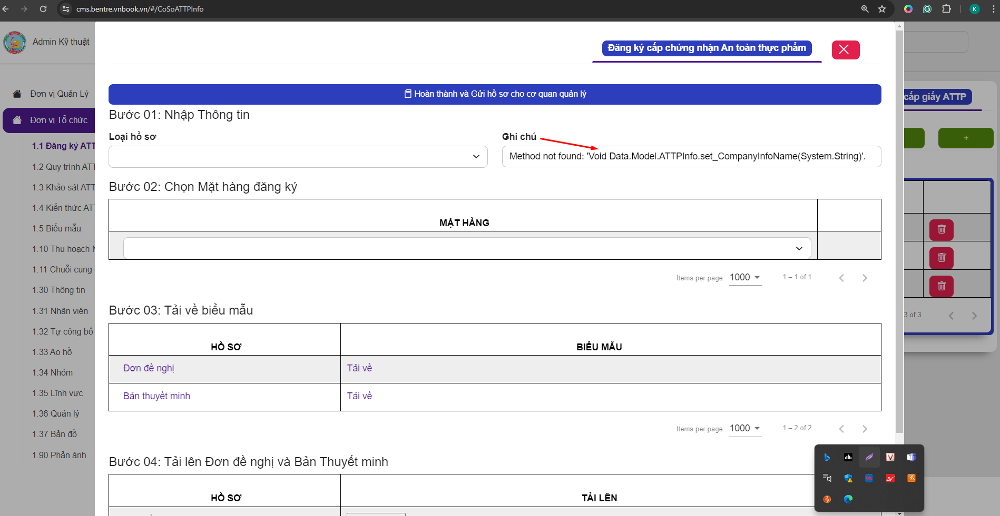 cms.bentre.vnbook.vn/#/CoSoATTPInfo
K
Admin Kỹ thuật
Đăng ký cấp chứng nhận An toàn thực phẩm
Hoàn thành và Gửi hồ sơ cho cơ quan quản lý
Đơn vị Quản Lý
cấp giấy ATTP
Bước 01: Nhập Thông tin
Đơn vị Tổ chức
Loại hồ sơ
Ghi chú
+
1.1 Đăng ký ATT
Method not found: 'Void Data.Model.ATTPInfo.set_CompanyInfoName(System.String)'.
1.2 Quy trình ATT
1.3 Khảo sát ATT
Bước 02: Chọn Mặt hàng đăng ký
1.4 Kiến thức ATT
MẶT HÀNG
1.5 Biểu mẫu
1.10 Thu hoạch N
1.11 Chuỗi cung
Items per page: 1000 1 – 1 of 1
1.30 Thông tin
1.31 Nhân viên
Bước 03: Tải về biểu mẫu
3 of 3
1.32 Tự công bố
HỒ SƠ BIỂU MẪU
1.33 Ao hồ
Đơn đề nghị Tải về
1.34 Nhóm
1.35 Lĩnh vực
Bản thuyết minh Tải về
1.36 Quản lý
1.37 Bản đồ
Items per page: 1000 1 – 2 of 2
1.90 Phản ánh
Bước 04: Tải lên Đơn đề nghị và Bản Thuyết minh
HỒ SƠ TẢI LÊN